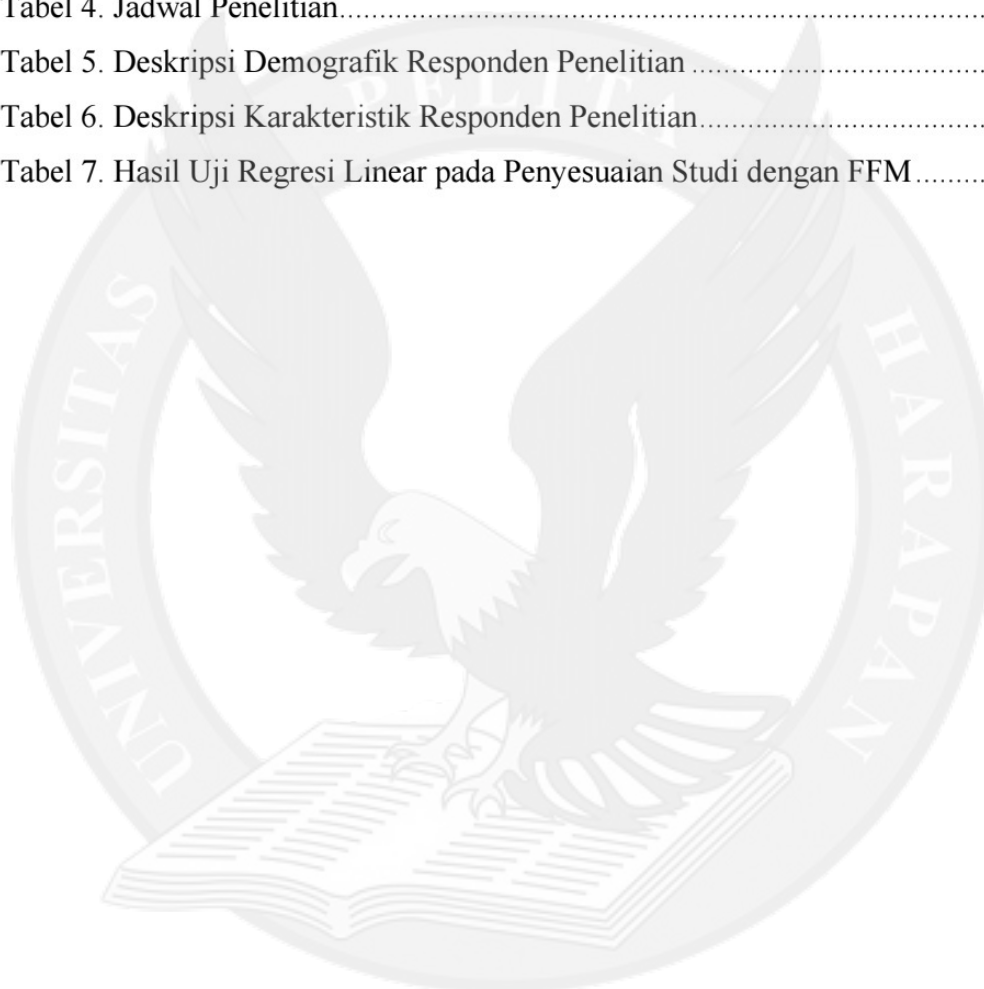 Tabel 4. Jadwal Penelitian..........................................................................................
Tabel 5. Deskripsi Demografik Responden Penelitian ......................................
Tabel 6. Deskripsi Karakteristik Responden Penelitian.....................................
Tabel 7. Hasil Uji Regresi Linear pada Penyesuaian Studi dengan FFM.........
UNIVERSITAS PELITA HARAPAN